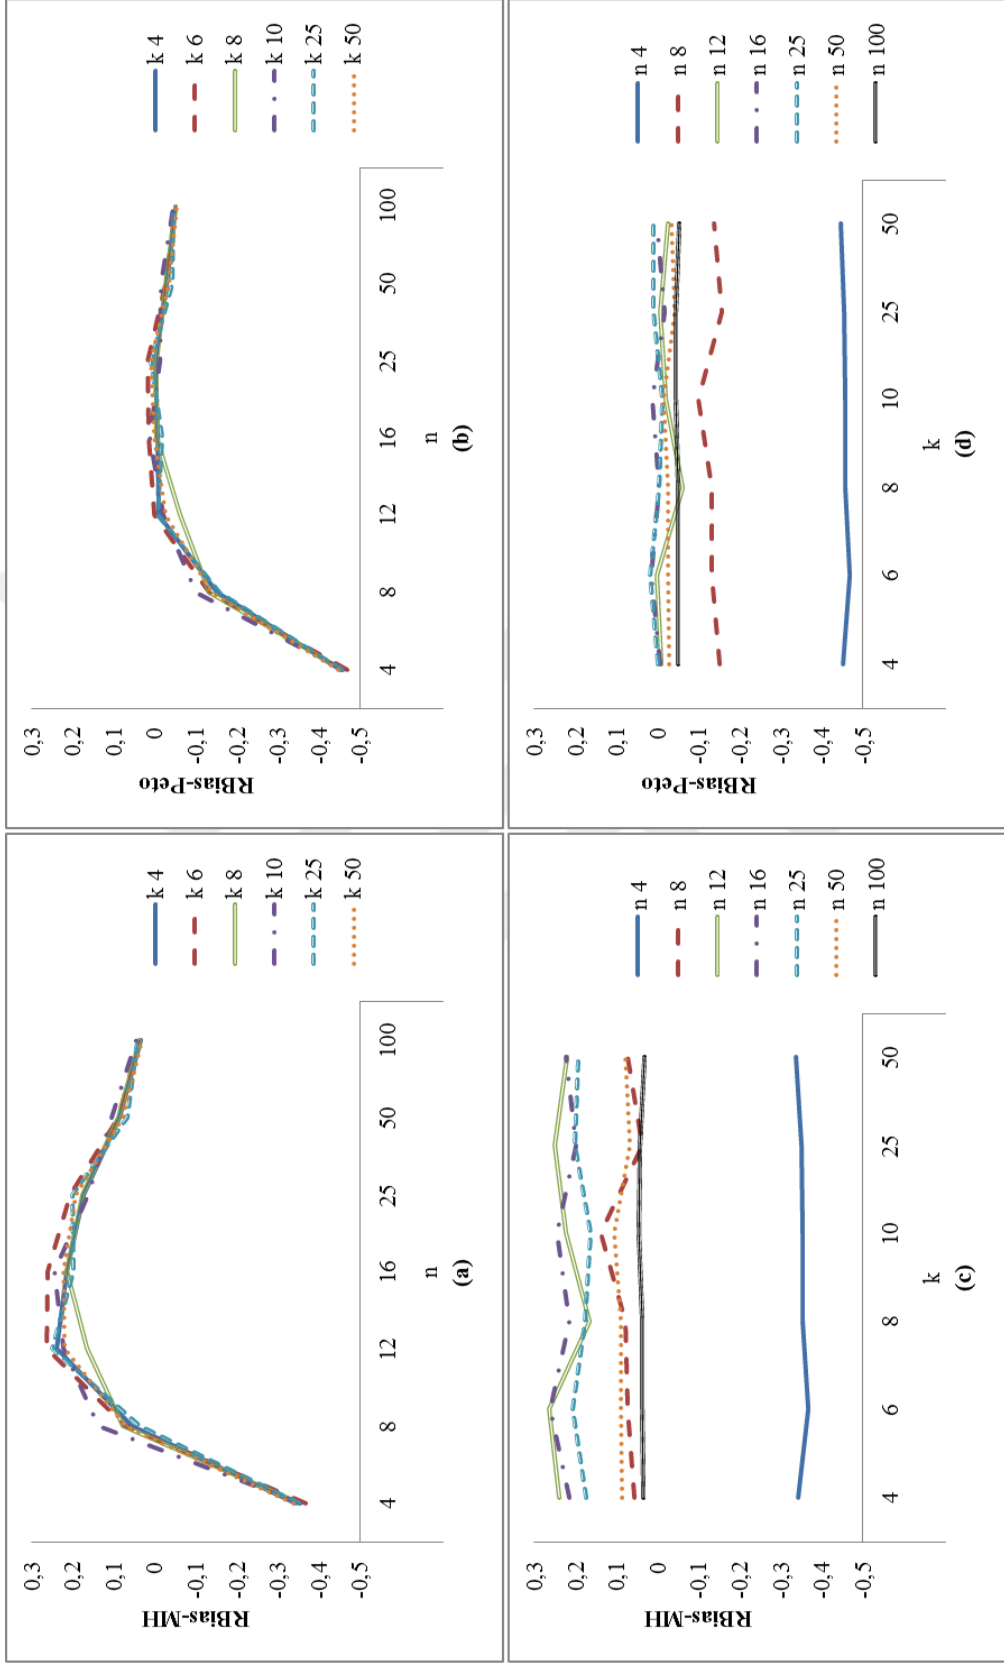 RBias-MH
0,3
0,2
0,1
0
-0,1
-0,2
-0,3
-0,4
-0,5
4 8 12 16 25 50 100
n
(a)
k 4
k 6
k 8
k 10
k 25
k 50
RBias-Peto
0,3
0,2
0,1
0
-0,1
-0,2
-0,3
-0,4
-0,5
4 8 12 16 25 50 100
n
(b)
k 4
k 6
k 8
k 10
k 25
k 50
RBias-MH
0,3
0,2
0,1
0
-0,1
-0,2
-0,3
-0,4
-0,5
4 6 8 10 25 50
k
(c)
n 4
n 8
n 12
n 16
n 25
n 50
n 100
RBias-Peto
0,3
0,2
0,1
0
-0,1
-0,2
-0,3
-0,4
-0,5
4 6 8 10 25 50
k
(d)
n 4
n 8
n 12
n 16
n 25
n 50
n 100